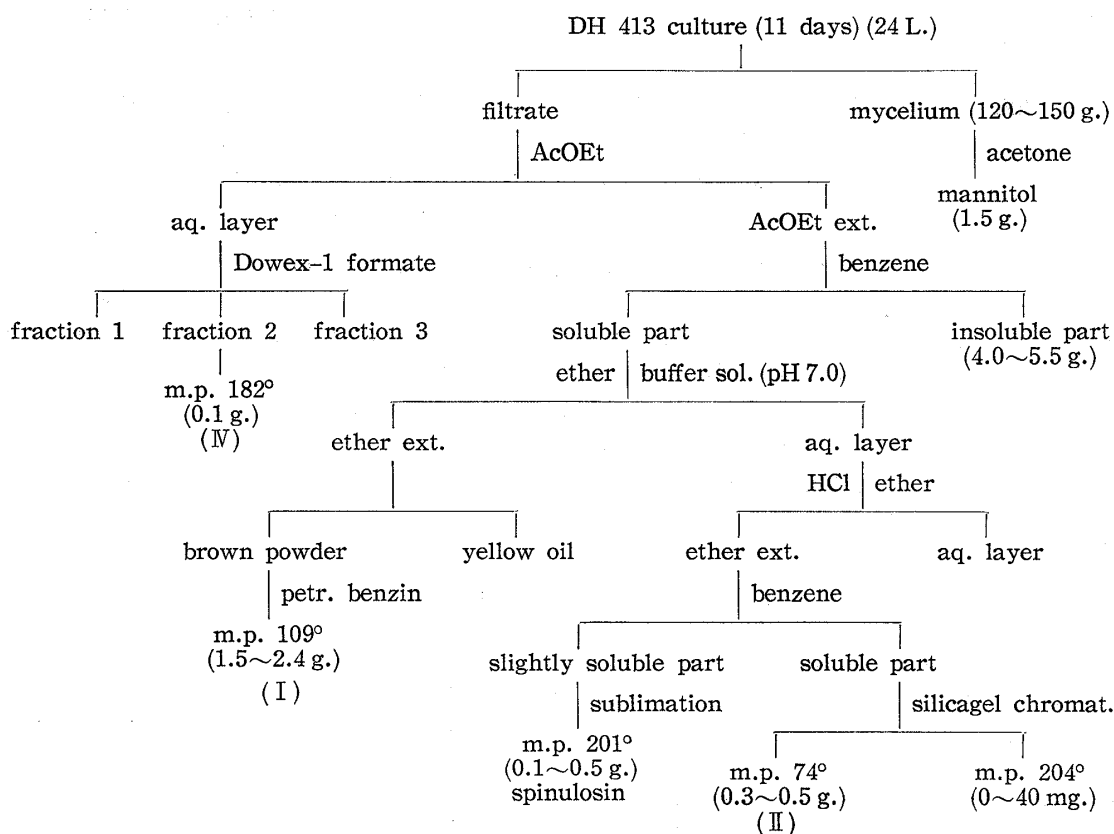 DH 413 culture (11 days) (24 L.)
filtrate
mycelium (120~150 g.)
AcOEt
acetone
mannitol
(1.5 g.)
aq. layer
AcOEt ext.
Dowex-1 formate
benzene
fraction 1
fraction 2
fraction 3
soluble part
insoluble part
(4.0~5.5 g.)
ether
buffer sol. (pH 7.0)
m.p. 182°
(0.1 g.)
(Ⅳ)
ether ext.
aq. layer
HCl
ether
brown powder
yellow oil
ether ext.
aq. layer
petr. benzin
benzene
m.p. 109°
(1.5~2.4 g.)
(Ⅰ)
slightly soluble part
soluble part
sublimation
silicagel chromat.
m.p. 201°
(0.1~0.5 g.)
spinulosin
m.p. 74°
(0.3~0.5 g.)
(Ⅱ)
m.p. 204°
(0~40 mg.)